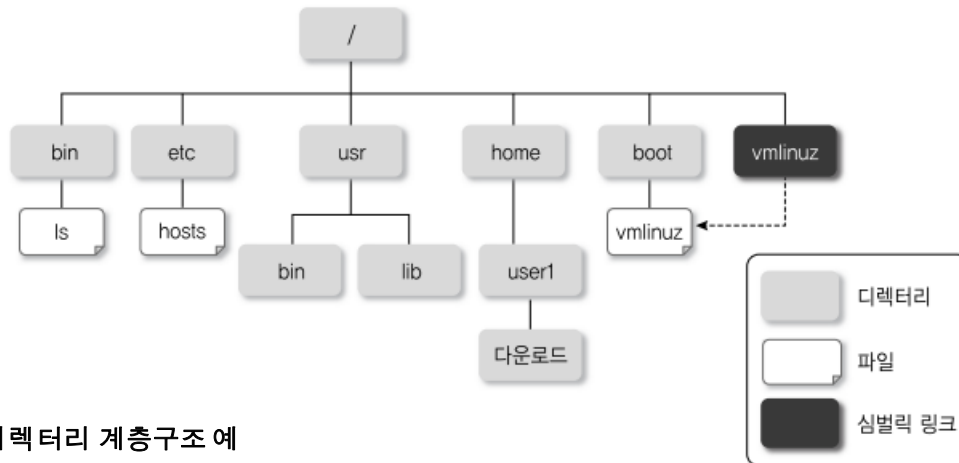 /
bin etc usr home boot vmlinuz
ls hosts vmlinuz
bin lib user1
다운로드
디렉터리
파일
심벌릭 링크
렉터리 계층구조 예